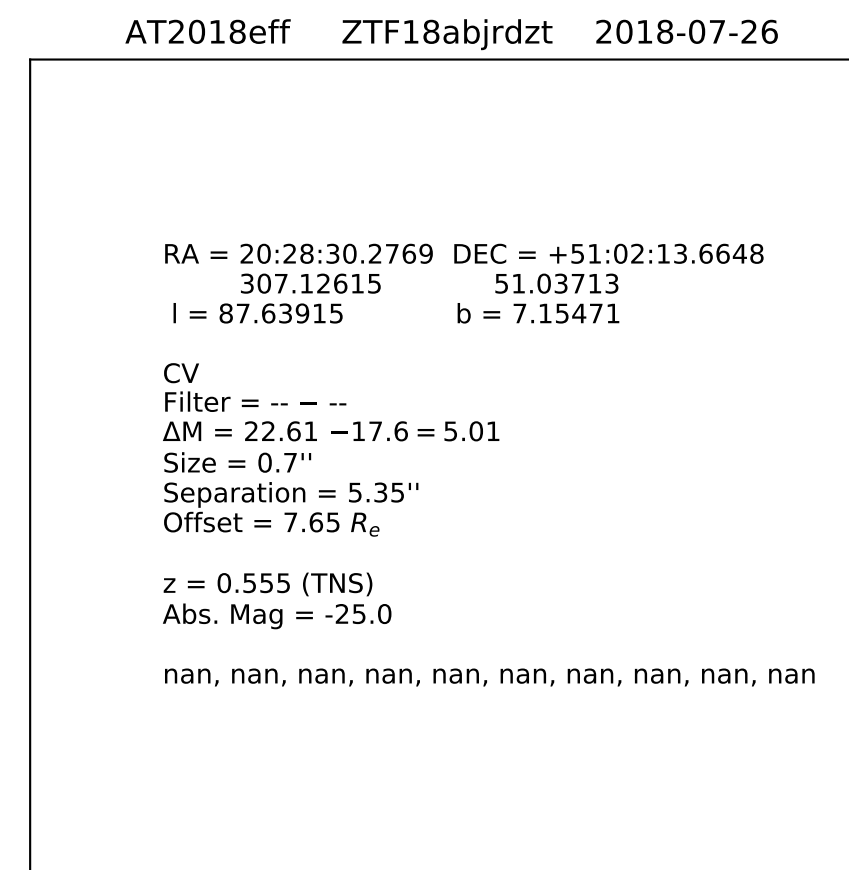 AT2018eff ZTF18abjrdzt 2018-07-26
RA = 20:28:30.2769 DEC = +51:02:13.6648
307.12615 51.03713
l = 87.63915 b = 7.15471
CV
Filter = -- − --
ΔM = 22.61 −17.6 = 5.01
Size = 0.7''
Separation = 5.35''
Offset = 7.65 Rₑ
z = 0.555 (TNS)
Abs. Mag = -25.0
nan, nan, nan, nan, nan, nan, nan, nan, nan, nan